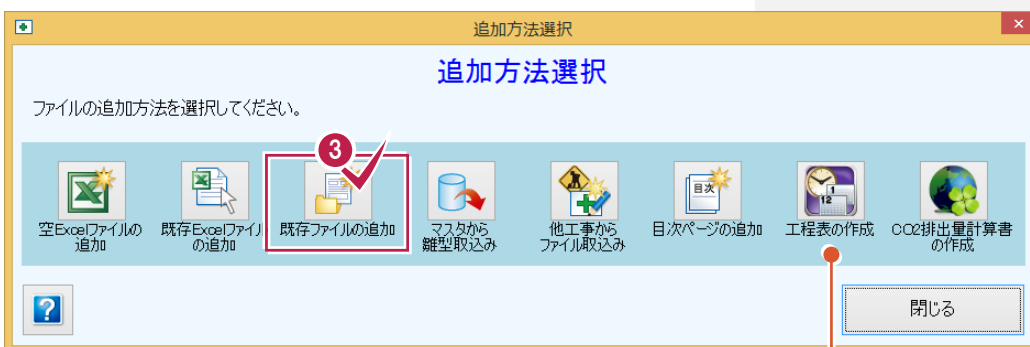 追加方法選択
×
追加方法選択
ファイルの追加方法を選択してください。
3
目次
1
12
空Excelファイルの
追加
既存Excelファイル
の追加
既存ファイルの追加
マスタから
雛型取込み
他工事から
ファイル取込み
目次ページの追加
工程表の作成
CO2排出量計算書
の作成
?
閉じる